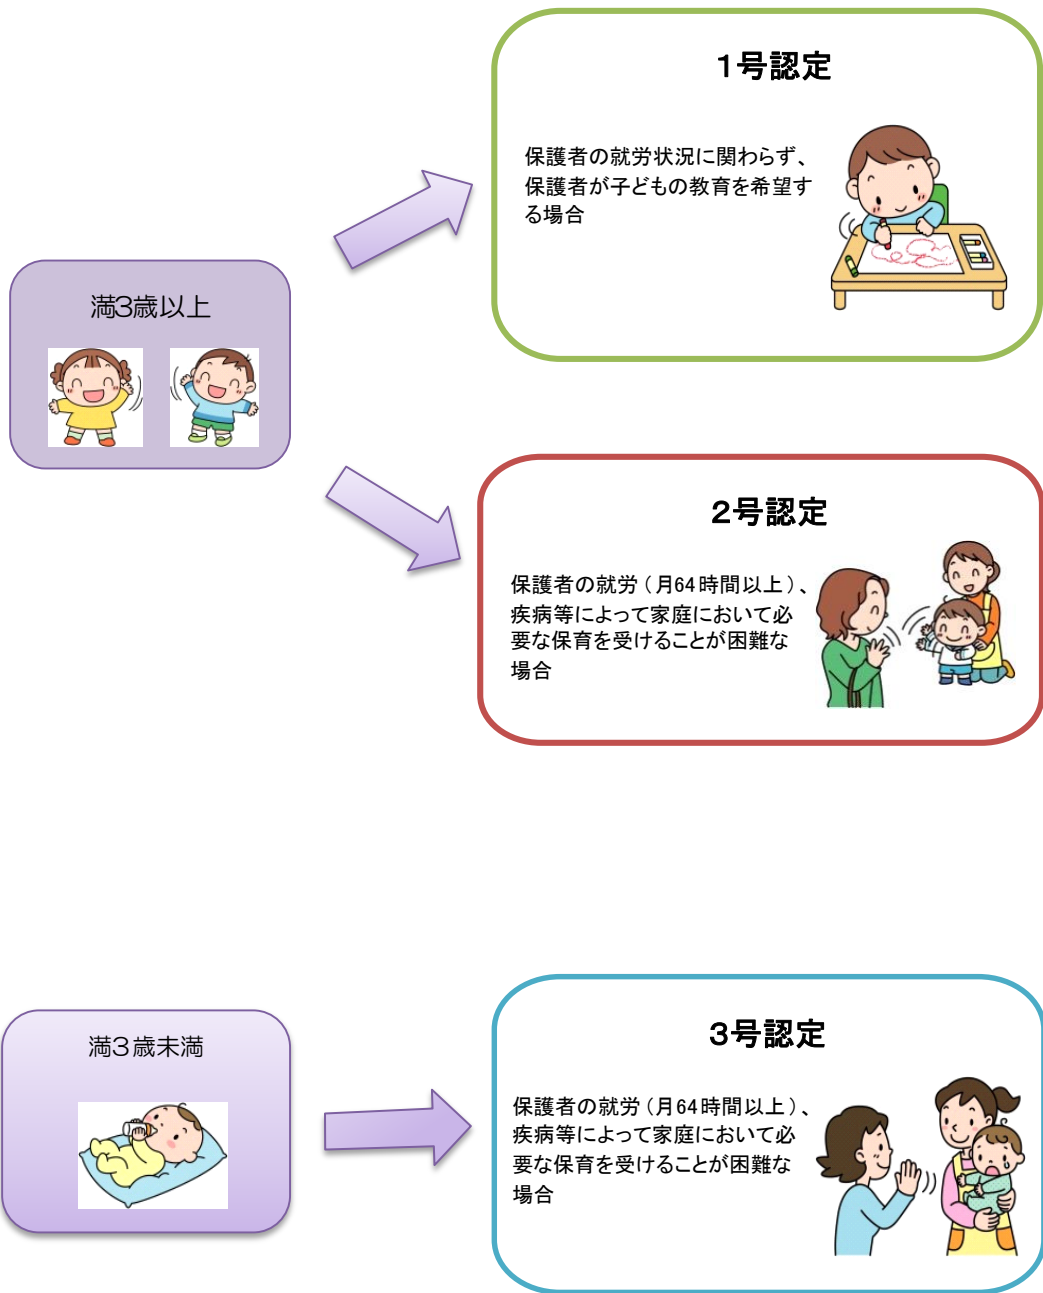 1号認定
保護者の就労状況に関わらず、
保護者が子どもの教育を希望す
る場合
満3歳以上
2号認定
保護者の就労（月64時間以上）、
疾病等によって家庭において必
要な保育を受けることが困難な
場合
満3歳未満
3号認定
保護者の就労（月64時間以上）、
疾病等によって家庭において必
要な保育を受けることが困難な
場合